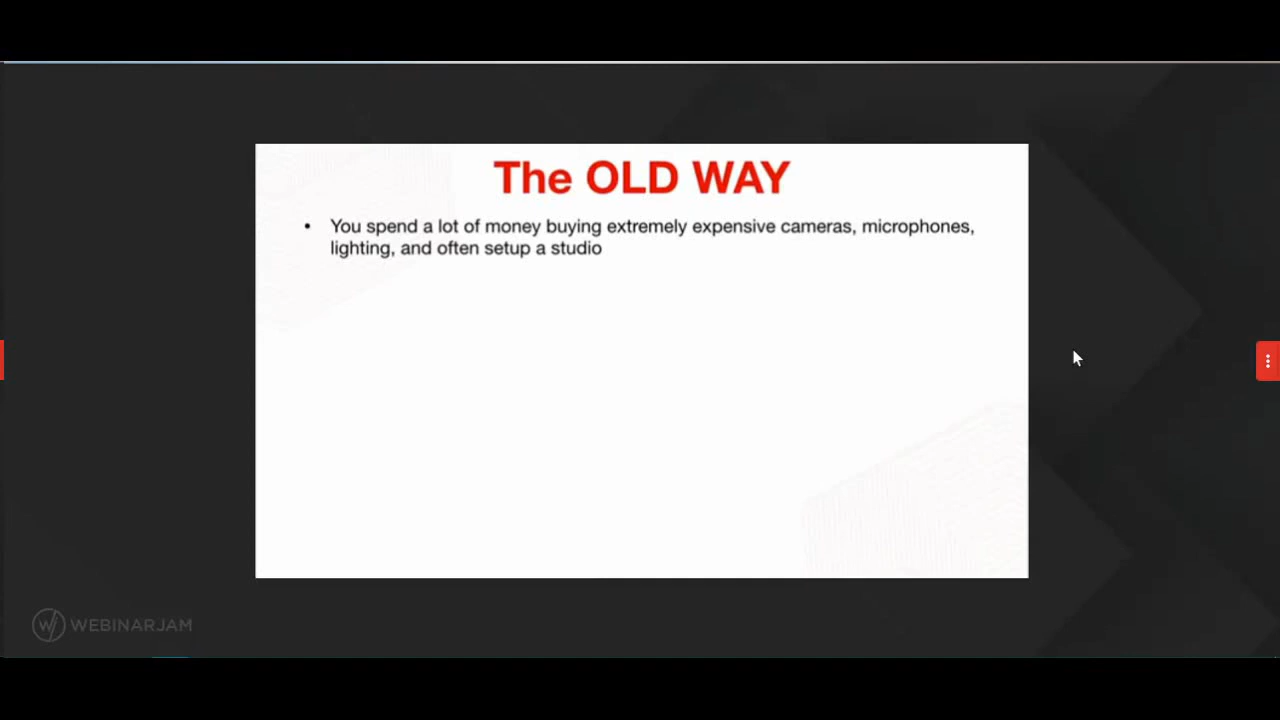 The OLD WAY
• You spend a lot of money buying extremely expensive cameras, microphones,
lighting, and often setup a studio
WEBINARJAM